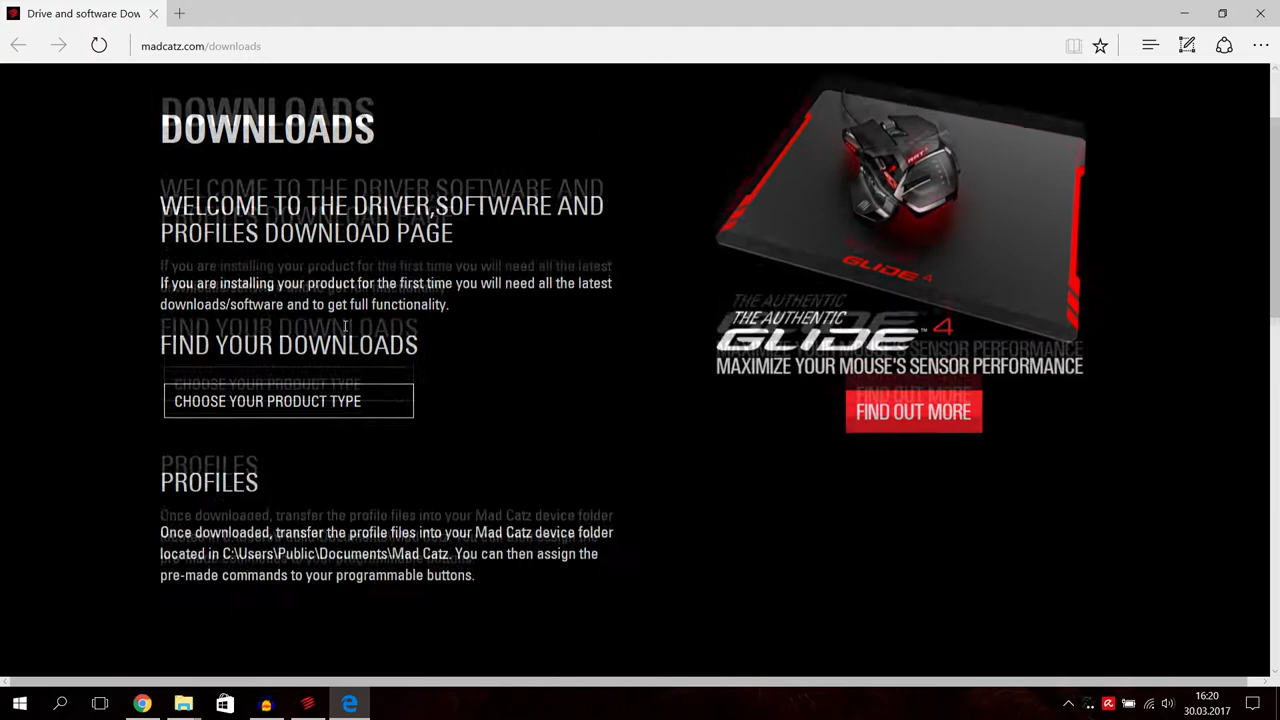 Drive and software Dow
madcatz.com/downloads
DOWNLOADS
WELCOME TO THE DRIVER,SOFTWARE AND
PROFILES DOWNLOAD PAGE
If you are installing your product for the first time you will need all the latest
downloads/software and to get full functionality.
FIND YOUR DOWNLOADS
CHOOSE YOUR PRODUCT TYPE
PROFILES
Once downloaded, transfer the profile files into your Mad Catz device folder
located in C:\Users\Public\Documents\Mad Catz. You can then assign the
pre-made commands to your programmable buttons.
GLIDE 4
THE AUTHENTIC
GLIDE™ 4
MAXIMIZE YOUR MOUSE'S SENSOR PERFORMANCE
FIND OUT MORE
16:20
30.03.2017